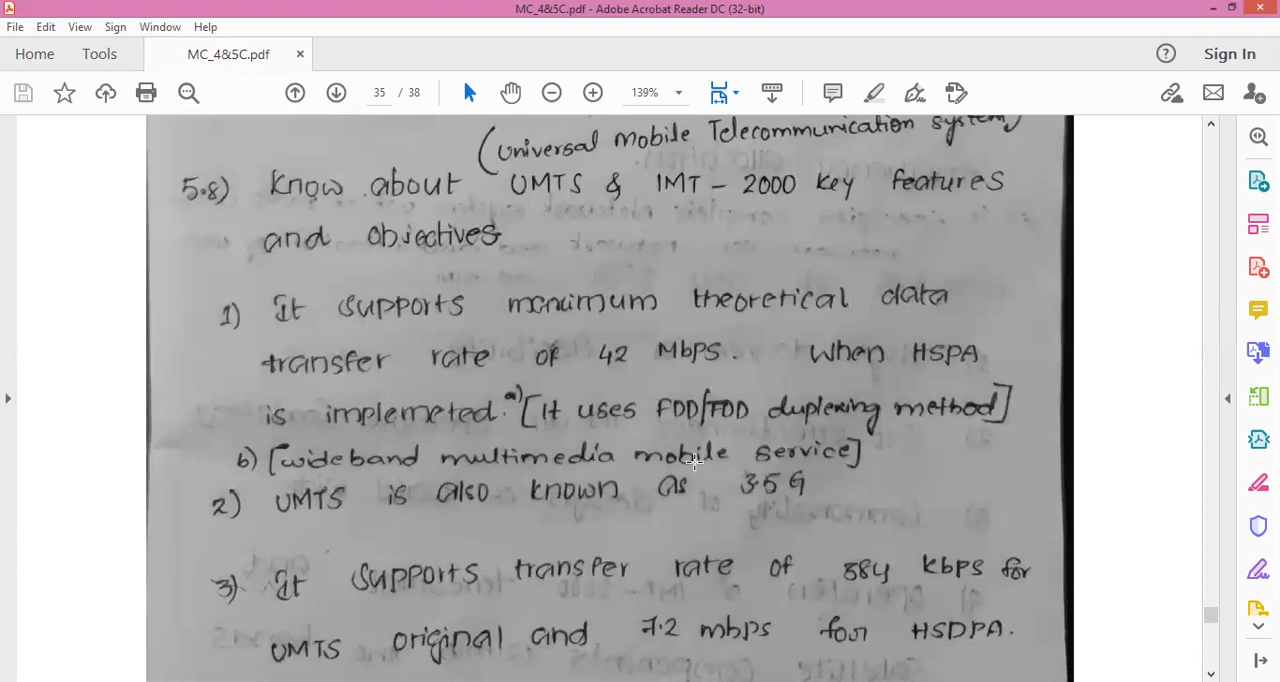 MC_4&5C.pdf - Adobe Acrobat Reader DC (32-bit)
File Edit View Sign Window Help
Home Tools MC_4&5C.pdf × Sign In
35 / 38 139%
(Universal mobile Telecommunication system)
5.8) Know about UMTS & IMT - 2000 Key features
and objectives
1) It supports maximum theoretical data
transfer rate of 42 Mbps. When HSPA
is implemeted. a) [It uses FDD/TDD duplexing method]
b) [wideband multimedia mobile service]
2) UMTS is also known as 3.5 G
3) It supports transfer rate of 384 kbps for
UMTS original and 7.2 mbps for HSDPA.